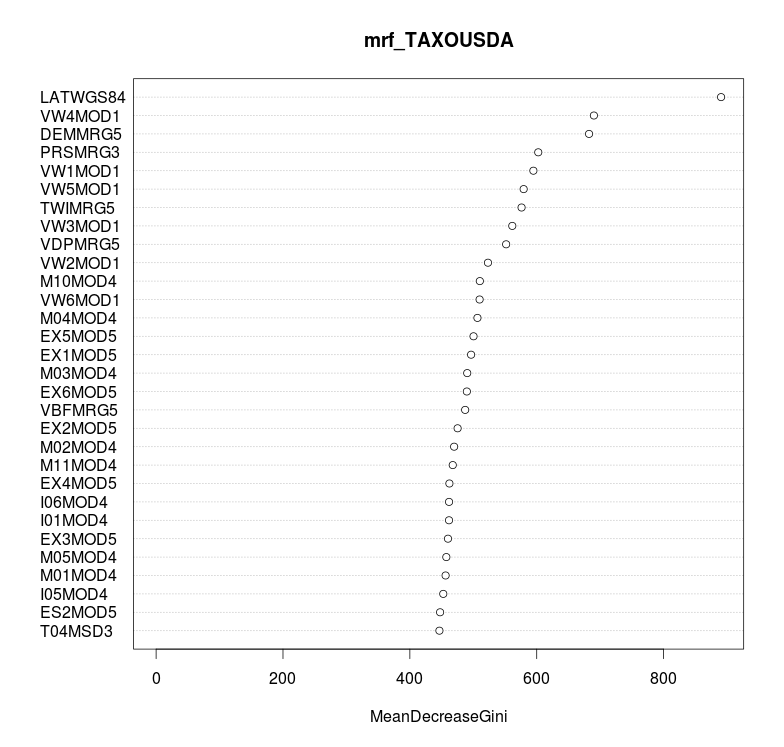 mrf_TAXOUSDA
LATWGS84
VW4MOD1
DEMMRG5
PRSMRG3
VW1MOD1
VW5MOD1
TWIMRG5
VW3MOD1
VDPMRG5
VW2MOD1
M10MOD4
VW6MOD1
M04MOD4
EX5MOD5
EX1MOD5
M03MOD4
EX6MOD5
VBFMRG5
EX2MOD5
M02MOD4
M11MOD4
EX4MOD5
I06MOD4
I01MOD4
EX3MOD5
M05MOD4
M01MOD4
I05MOD4
ES2MOD5
T04MSD3
0 200 400 600 800
MeanDecreaseGini